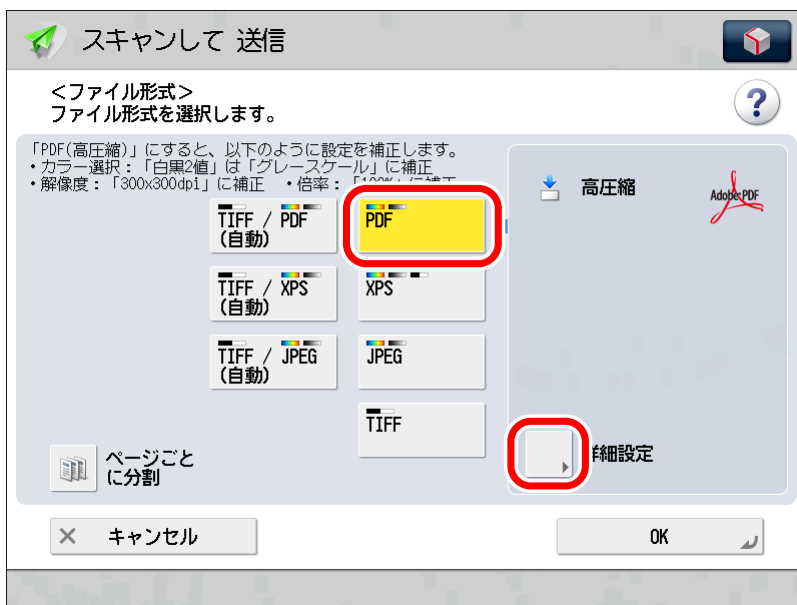 スキャンして 送信
<ファイル形式>
ファイル形式を選択します。
?
「PDF(高圧縮)」にすると、以下のように設定を補正します。
・カラー選択：「白黒2値」は「グレースケール」に補正
・解像度：「300x300dpi」に補正　・倍率：「100%」に補正
高圧縮
Adobe PDF
TIFF / PDF
(自動)
PDF
TIFF / XPS
(自動)
XPS
TIFF / JPEG
(自動)
JPEG
TIFF
ページごと
に分割
詳細設定
× キャンセル
OK